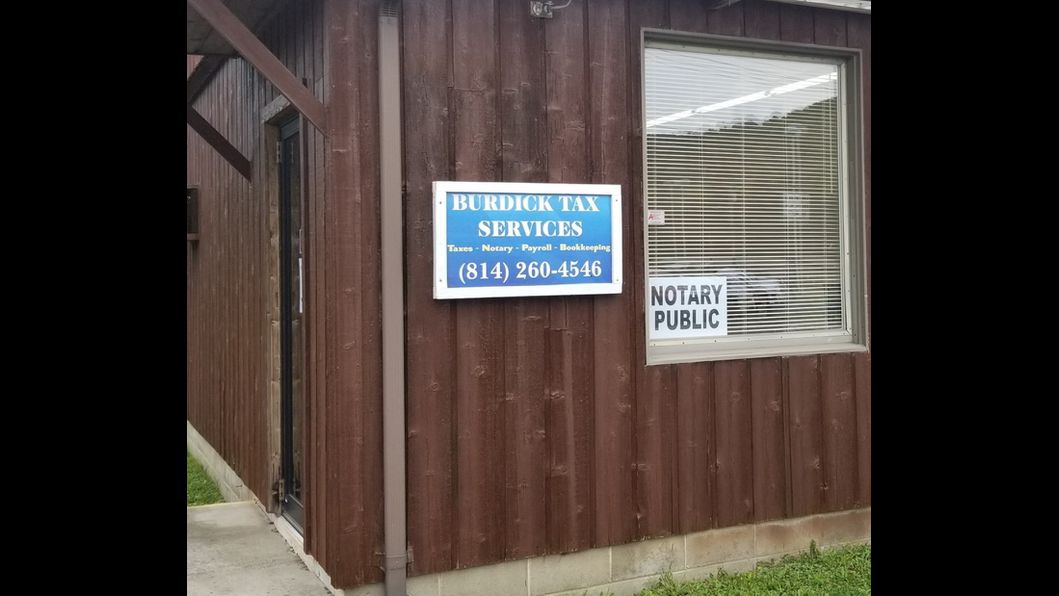 BURDICK TAX
SERVICES
Taxes - Notary - Payroll - Bookkeeping
(814) 260-4546
NOTARY
PUBLIC